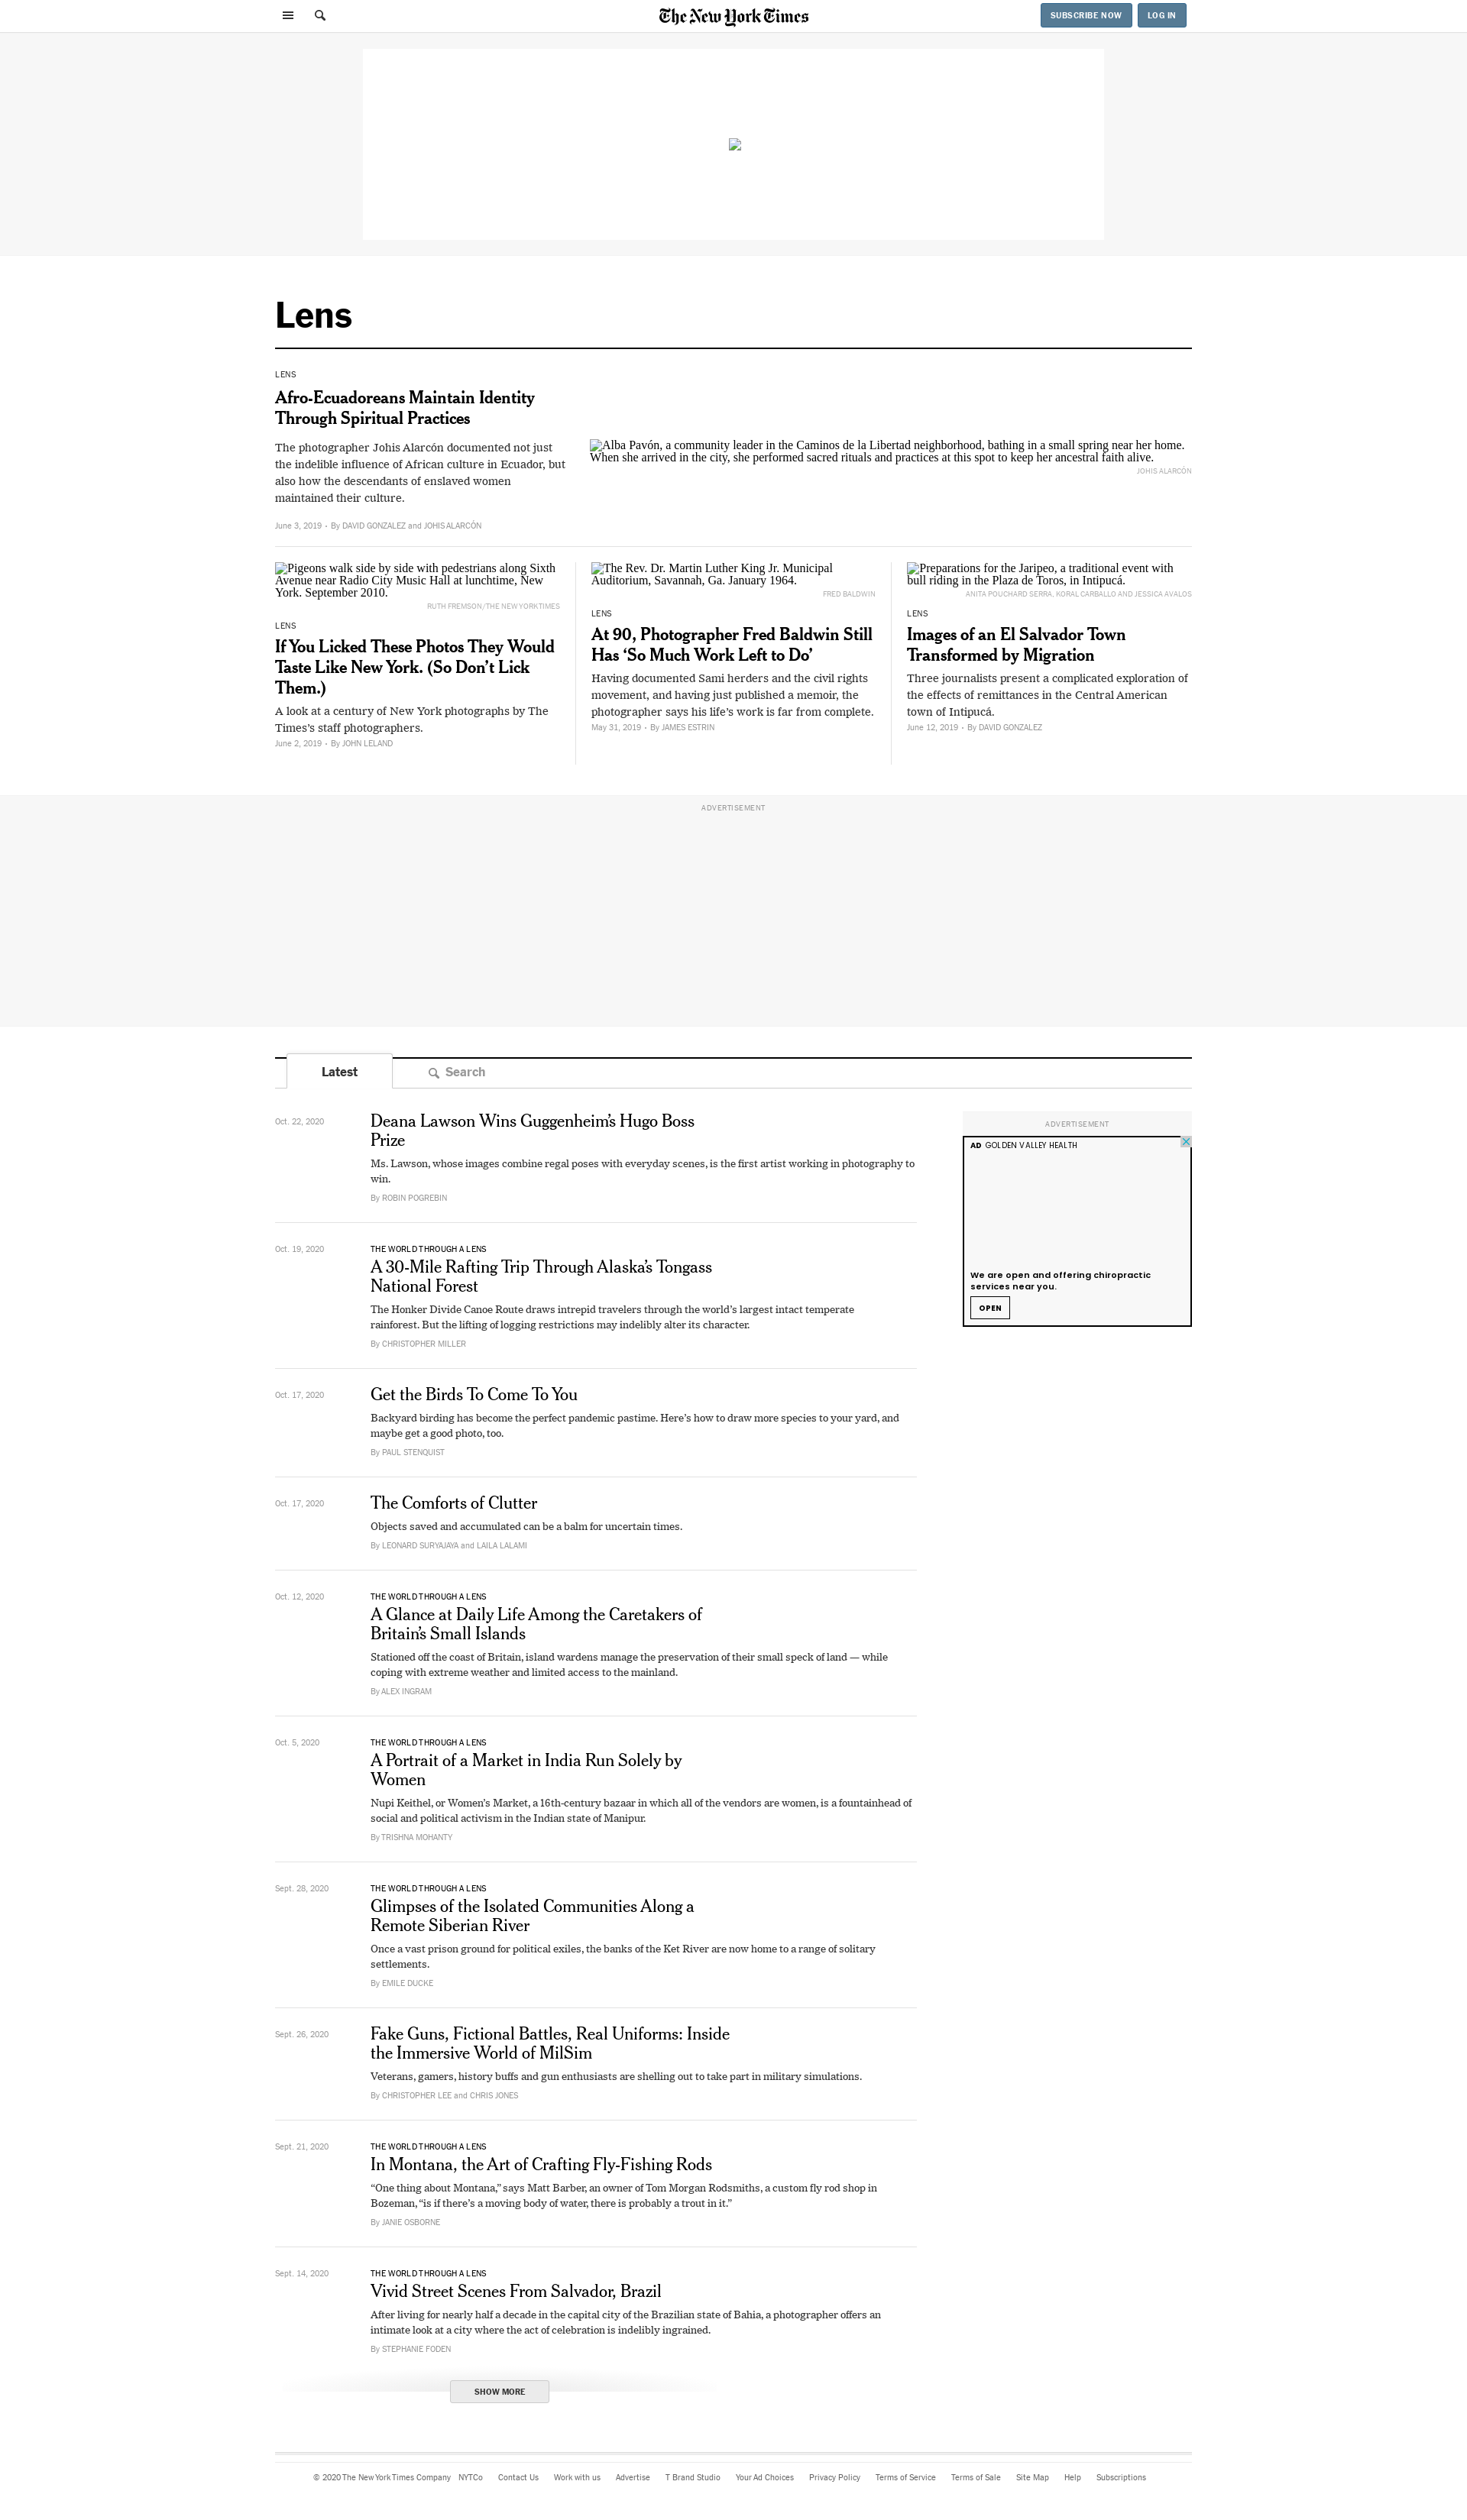 The New York Times
SUBSCRIBE NOW
LOG IN
Lens
LENS
Afro-Ecuadoreans Maintain Identity
Through Spiritual Practices
The photographer Johis Alarcón documented not just
the indelible influence of African culture in Ecuador, but
also how the descendants of enslaved women
maintained their culture.
June 3, 2019 • By DAVID GONZALEZ and JOHIS ALARCÓN
Alba Pavón, a community leader in the Caminos de la Libertad neighborhood, bathing in a small spring near her home.
When she arrived in the city, she performed sacred rituals and practices at this spot to keep her ancestral faith alive.
JOHIS ALARCÓN
Pigeons walk side by side with pedestrians along Sixth
Avenue near Radio City Music Hall at lunchtime, New
York. September 2010.
RUTH FREMSON/THE NEW YORK TIMES
LENS
If You Licked These Photos They Would
Taste Like New York. (So Don’t Lick
Them.)
A look at a century of New York photographs by The
Times’s staff photographers.
June 2, 2019 • By JOHN LELAND
The Rev. Dr. Martin Luther King Jr. Municipal
Auditorium, Savannah, Ga. January 1964.
FRED BALDWIN
LENS
At 90, Photographer Fred Baldwin Still
Has ‘So Much Work Left to Do’
Having documented Sami herders and the civil rights
movement, and having just published a memoir, the
photographer says his life’s work is far from complete.
May 31, 2019 • By JAMES ESTRIN
Preparations for the Jaripeo, a traditional event with
bull riding in the Plaza de Toros, in Intipucá.
ANITA POUCHARD SERRA, KORAL CARBALLO AND JESSICA AVALOS
LENS
Images of an El Salvador Town
Transformed by Migration
Three journalists present a complicated exploration of
the effects of remittances in the Central American
town of Intipucá.
June 12, 2019 • By DAVID GONZALEZ
ADVERTISEMENT
Latest
Search
Oct. 22, 2020
Deana Lawson Wins Guggenheim’s Hugo Boss
Prize
Ms. Lawson, whose images combine regal poses with everyday scenes, is the first artist working in photography to
win.
By ROBIN POGREBIN
ADVERTISEMENT
AD GOLDEN VALLEY HEALTH
We are open and offering chiropractic
services near you.
OPEN
Oct. 19, 2020
THE WORLD THROUGH A LENS
A 30-Mile Rafting Trip Through Alaska’s Tongass
National Forest
The Honker Divide Canoe Route draws intrepid travelers through the world’s largest intact temperate
rainforest. But the lifting of logging restrictions may indelibly alter its character.
By CHRISTOPHER MILLER
Oct. 17, 2020
Get the Birds To Come To You
Backyard birding has become the perfect pandemic pastime. Here’s how to draw more species to your yard, and
maybe get a good photo, too.
By PAUL STENQUIST
Oct. 17, 2020
The Comforts of Clutter
Objects saved and accumulated can be a balm for uncertain times.
By LEONARD SURYAJAYA and LAILA LALAMI
Oct. 12, 2020
THE WORLD THROUGH A LENS
A Glance at Daily Life Among the Caretakers of
Britain’s Small Islands
Stationed off the coast of Britain, island wardens manage the preservation of their small speck of land — while
coping with extreme weather and limited access to the mainland.
By ALEX INGRAM
Oct. 5, 2020
THE WORLD THROUGH A LENS
A Portrait of a Market in India Run Solely by
Women
Nupi Keithel, or Women’s Market, a 16th-century bazaar in which all of the vendors are women, is a fountainhead of
social and political activism in the Indian state of Manipur.
By TRISHNA MOHANTY
Sept. 28, 2020
THE WORLD THROUGH A LENS
Glimpses of the Isolated Communities Along a
Remote Siberian River
Once a vast prison ground for political exiles, the banks of the Ket River are now home to a range of solitary
settlements.
By EMILE DUCKE
Sept. 26, 2020
Fake Guns, Fictional Battles, Real Uniforms: Inside
the Immersive World of MilSim
Veterans, gamers, history buffs and gun enthusiasts are shelling out to take part in military simulations.
By CHRISTOPHER LEE and CHRIS JONES
Sept. 21, 2020
THE WORLD THROUGH A LENS
In Montana, the Art of Crafting Fly-Fishing Rods
“One thing about Montana,” says Matt Barber, an owner of Tom Morgan Rodsmiths, a custom fly rod shop in
Bozeman, “is if there’s a moving body of water, there is probably a trout in it.”
By JANIE OSBORNE
Sept. 14, 2020
THE WORLD THROUGH A LENS
Vivid Street Scenes From Salvador, Brazil
After living for nearly half a decade in the capital city of the Brazilian state of Bahia, a photographer offers an
intimate look at a city where the act of celebration is indelibly ingrained.
By STEPHANIE FODEN
SHOW MORE
© 2020 The New York Times Company NYTCo Contact Us Work with us Advertise T Brand Studio Your Ad Choices Privacy Policy Terms of Service Terms of Sale Site Map Help Subscriptions